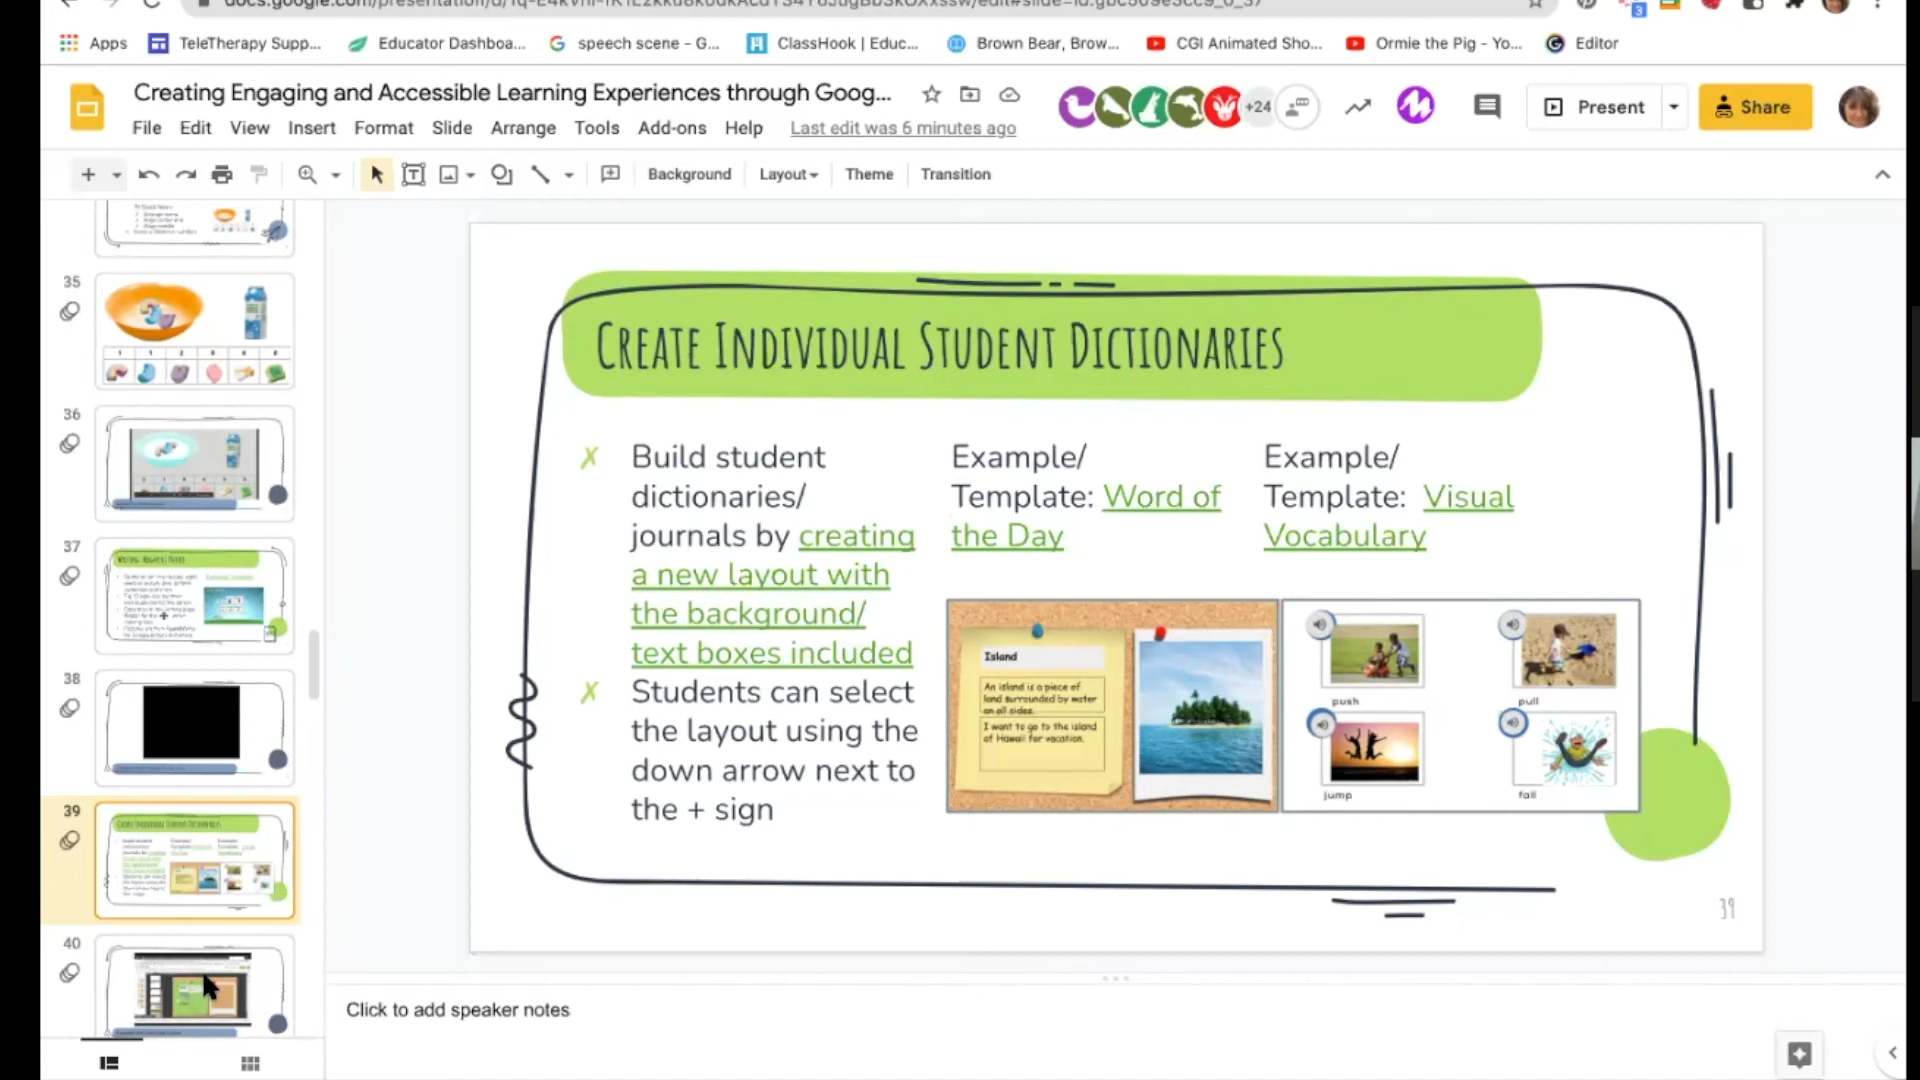 Apps
TeleTherapy Supp...
Educator Dashboa...
speech scene - G...
ClassHook | Educ...
Brown Bear, Brow...
CGI Animated Sho...
Ormie the Pig - Yo...
Editor
Creating Engaging and Accessible Learning Experiences through Goog...
+24
Present
Share
File Edit View Insert Format Slide Arrange Tools Add-ons Help Last edit was 6 minutes ago
Background Layout Theme Transition
35
36
37
38
39
40
Create Individual Student Dictionaries
✗ Build student
dictionaries/
journals by creating
a new layout with
the background/
text boxes included
✗ Students can select
the layout using the
down arrow next to
the + sign
Example/
Template: Word of
the Day
Example/
Template: Visual
Vocabulary
Island
An island is a piece of
land surrounded by water
on all sides.
I want to go to the island
of Hawaii for vacation.
push
pull
jump
fall
39
Click to add speaker notes